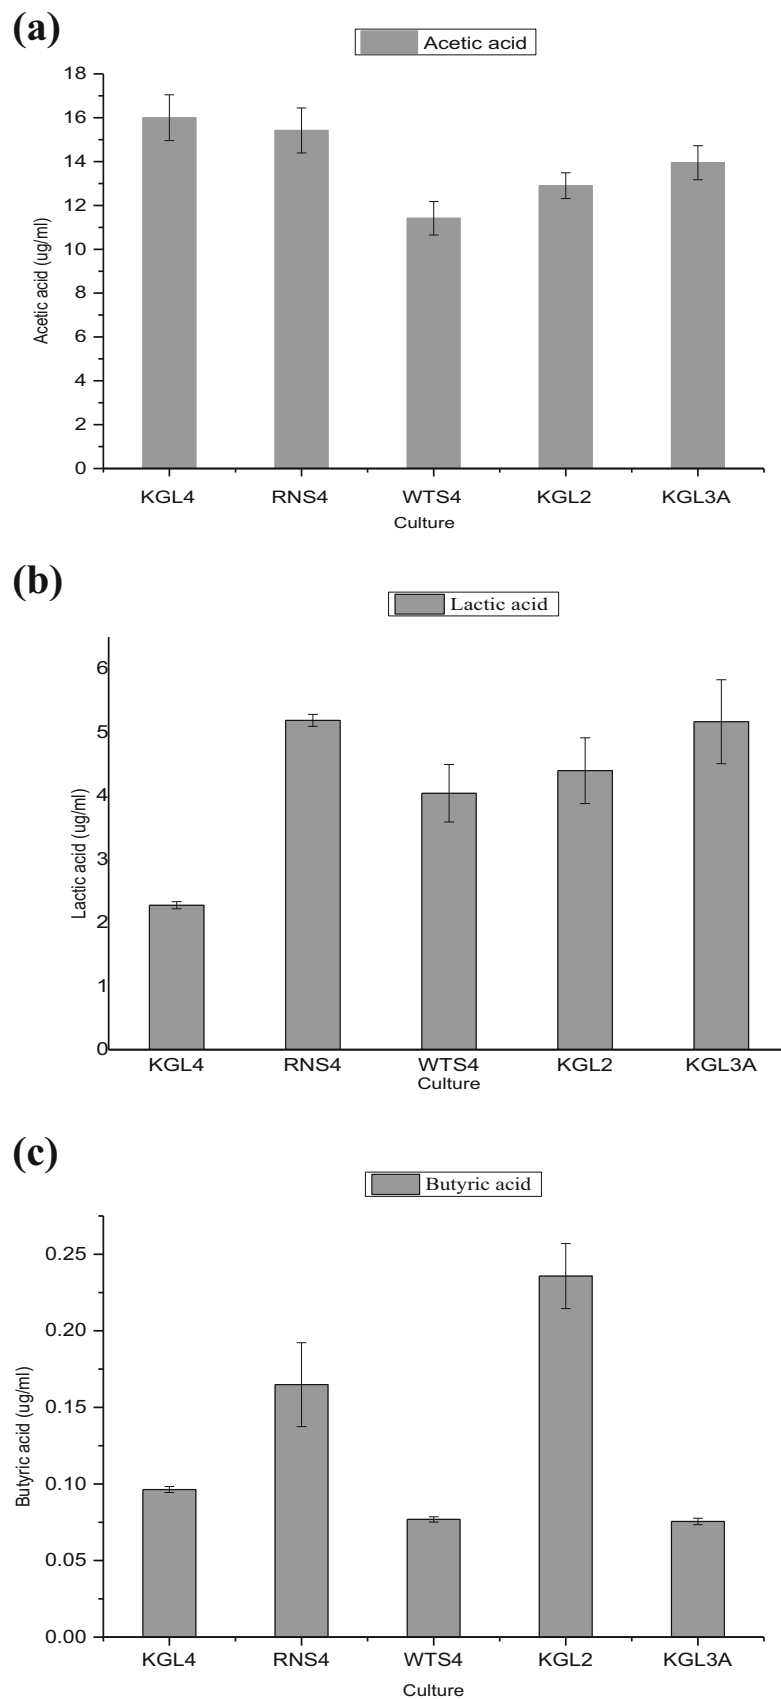 (a)
Acetic acid
18
16
14
12
10
8
6
4
2
0
Acetic acid (ug/ml)
KGL4 RNS4 WTS4 KGL2 KGL3A
Culture
(b)
Lactic acid
6
5
4
3
2
1
0
Lactic acid (ug/ml)
KGL4 RNS4 WTS4 KGL2 KGL3A
Culture
(c)
Butyric acid
0.25
0.20
0.15
0.10
0.05
0.00
Butyric acid (ug/ml)
KGL4 RNS4 WTS4 KGL2 KGL3A
Culture